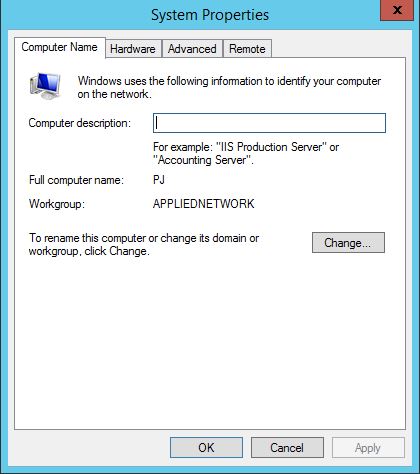 System Properties
x
Computer Name Hardware Advanced Remote
Windows uses the following information to identify your computer
on the network.
Computer description:
For example: "IIS Production Server" or
"Accounting Server".
Full computer name: PJ
Workgroup: APPLIEDNETWORK
To rename this computer or change its domain or
workgroup, click Change.
Change...
OK Cancel Apply